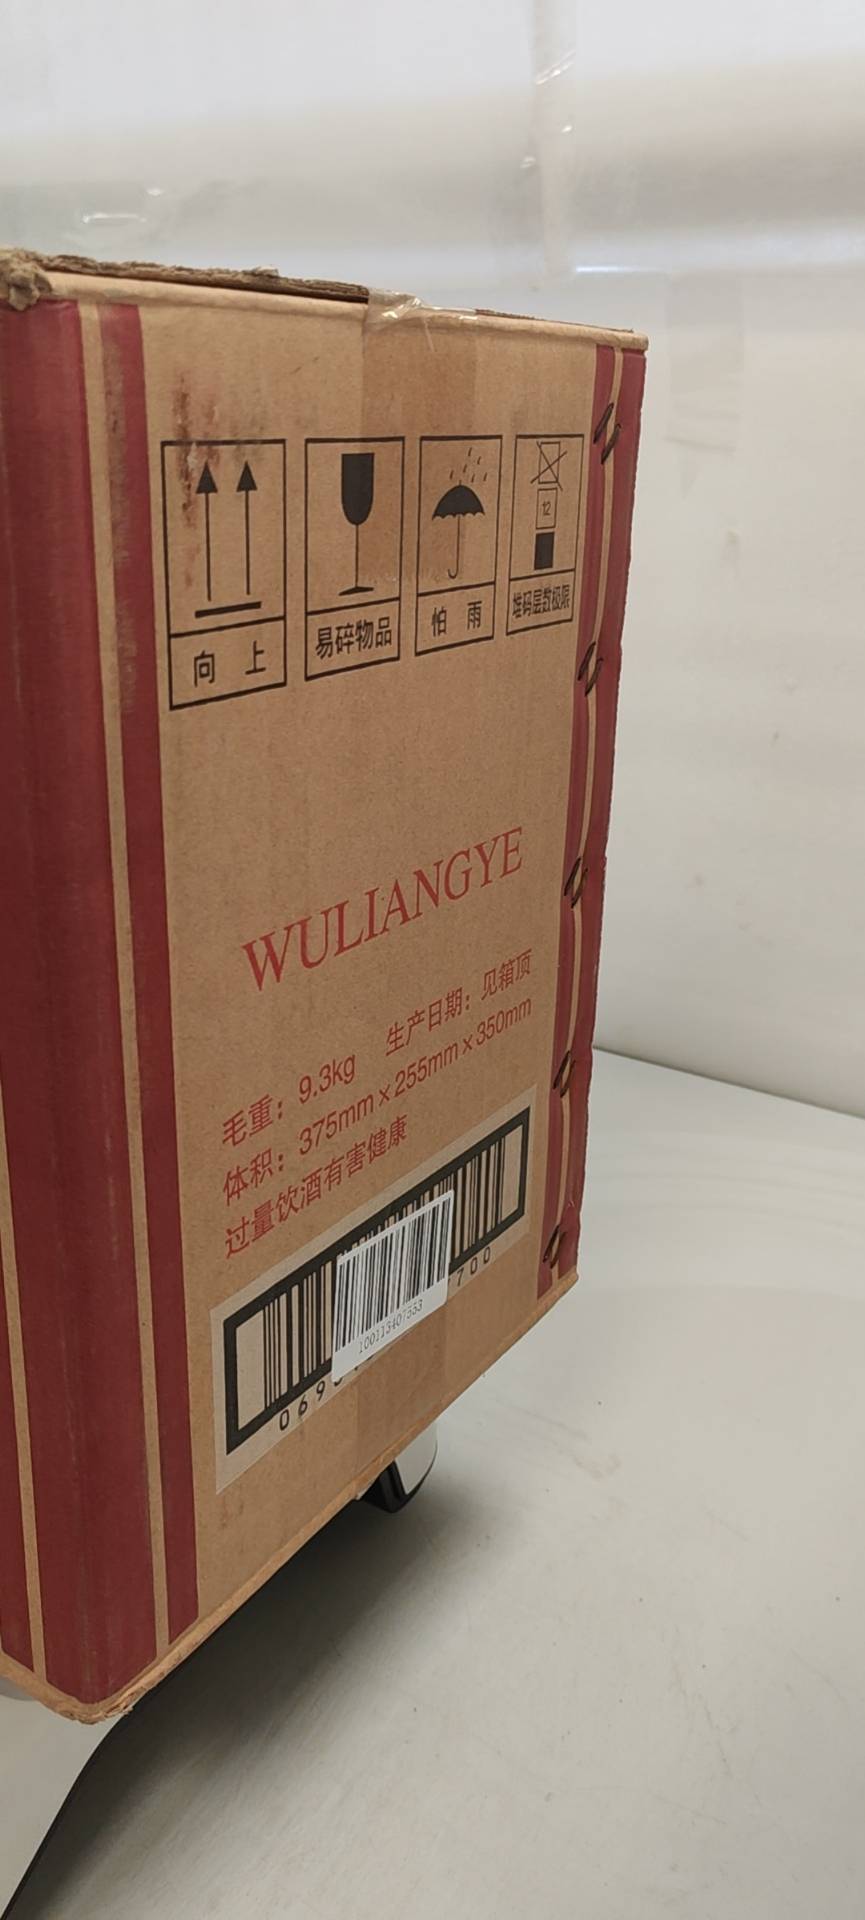 向 上
易碎物品
怕 雨
12
堆码层数极限
WULIANGYE
毛重：9.3kg 生产日期：见箱顶
体积：375mm×255mm×350mm
过量饮酒有害健康
100113407553